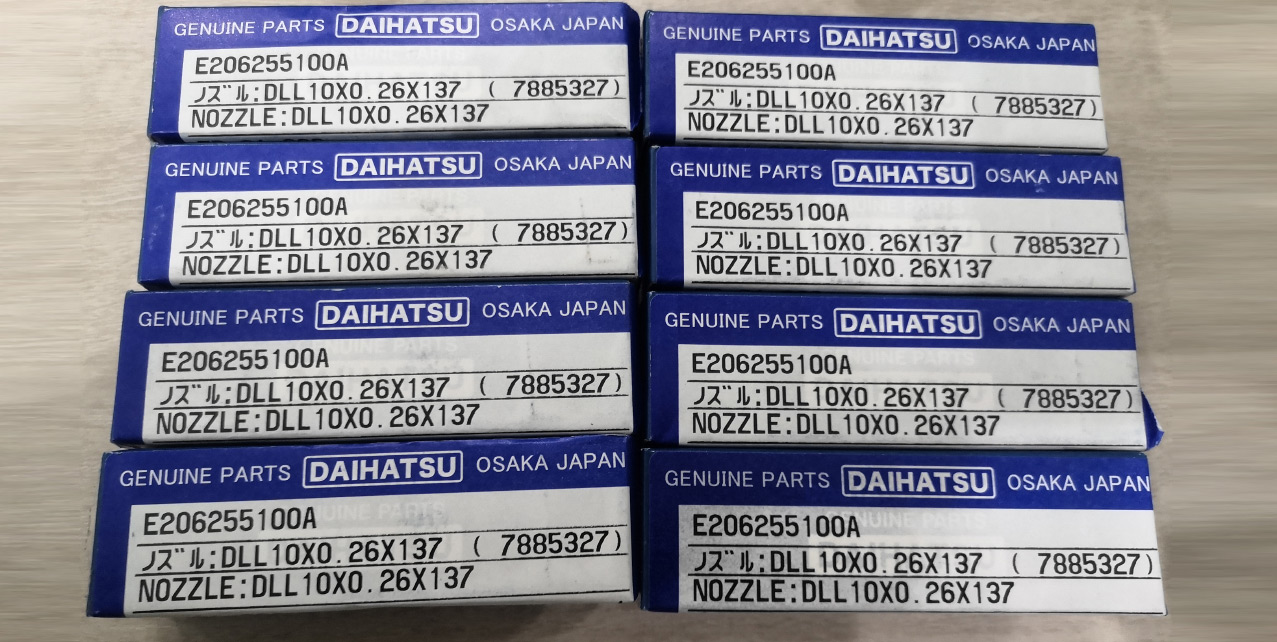 GENUINE PARTS DAIHATSU OSAKA JAPAN
E206255100A
ノズル:DLL10X0.26X137 ( 7885327)
NOZZLE:DLL10X0.26X137
GENUINE PARTS DAIHATSU OSAKA JAPAN
E206255100A
ノズル:DLL10X0.26X137 ( 7885327)
NOZZLE:DLL10X0.26X137
GENUINE PARTS DAIHATSU OSAKA JAPAN
E206255100A
ノズル:DLL10X0.26X137 ( 7885327)
NOZZLE:DLL10X0.26X137
GENUINE PARTS DAIHATSU OSAKA JAPAN
E206255100A
ノズル:DLL10X0.26X137 ( 7885327)
NOZZLE:DLL10X0.26X137
GENUINE PARTS DAIHATSU OSAKA JAPAN
E206255100A
ノズル:DLL10X0.26X137 ( 7885327)
NOZZLE:DLL10X0.26X137
GENUINE PARTS DAIHATSU OSAKA JAPAN
E206255100A
ノズル:DLL10X0.26X137 ( 7885327)
NOZZLE:DLL10X0.26X137
GENUINE PARTS DAIHATSU OSAKA JAPAN
E206255100A
ノズル:DLL10X0.26X137 ( 7885327)
NOZZLE:DLL10X0.26X137
GENUINE PARTS DAIHATSU OSAKA JAPAN
E206255100A
ノズル:DLL10X0.26X137 ( 7885327)
NOZZLE:DLL10X0.26X137